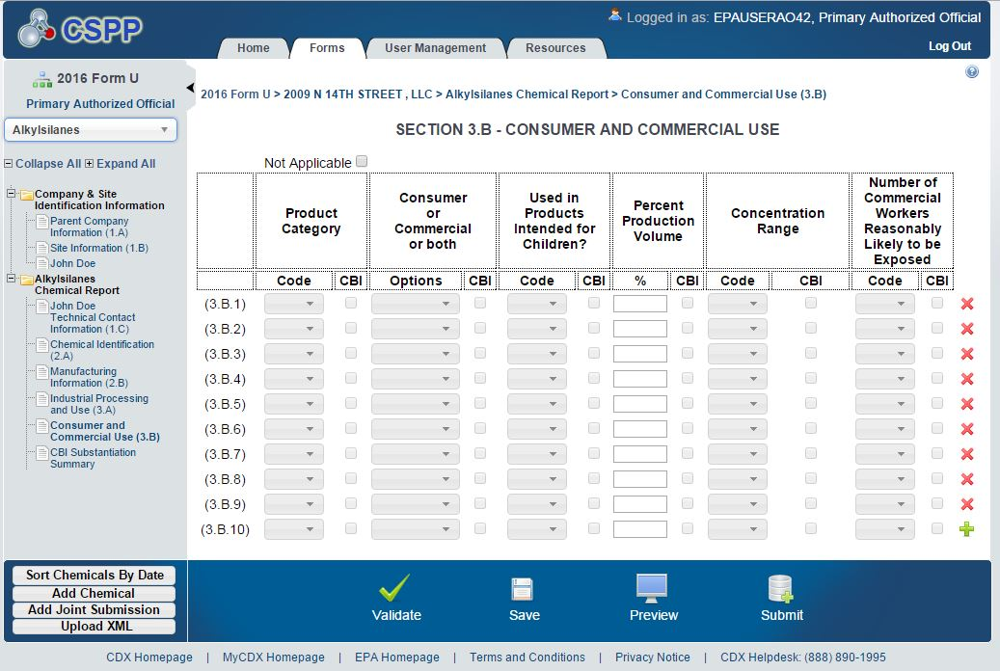 CSPP
Logged in as: EPAUSERAO42, Primary Authorized Official
Home
Forms
User Management
Resources
Log Out
2016 Form U
Primary Authorized Official
Alkylsilanes
Collapse All Expand All
Company & Site
Identification Information
Parent Company
Information (1.A)
Site Information (1.B)
John Doe
Alkylsilanes
Chemical Report
John Doe
Technical Contact
Information (1.C)
Chemical Identification
(2.A)
Manufacturing
Information (2.B)
Industrial Processing
and Use (3.A)
Consumer and
Commercial Use (3.B)
CBI Substantiation
Summary
2016 Form U > 2009 N 14TH STREET , LLC > Alkylsilanes Chemical Report > Consumer and Commercial Use (3.B)
SECTION 3.B - CONSUMER AND COMMERCIAL USE
Not Applicable
Product
Category
Consumer
or
Commercial
or both
Used in
Products
Intended for
Children?
Percent
Production
Volume
Concentration
Range
Number of
Commercial
Workers
Reasonably
Likely to be
Exposed
Code CBI Options CBI Code CBI % CBI Code CBI Code CBI
(3.B.1)
(3.B.2)
(3.B.3)
(3.B.4)
(3.B.5)
(3.B.6)
(3.B.7)
(3.B.8)
(3.B.9)
(3.B.10)
Sort Chemicals By Date
Add Chemical
Add Joint Submission
Upload XML
Validate
Save
Preview
Submit
CDX Homepage | MyCDX Homepage | EPA Homepage | Terms and Conditions | Privacy Notice | CDX Helpdesk: (888) 890-1995